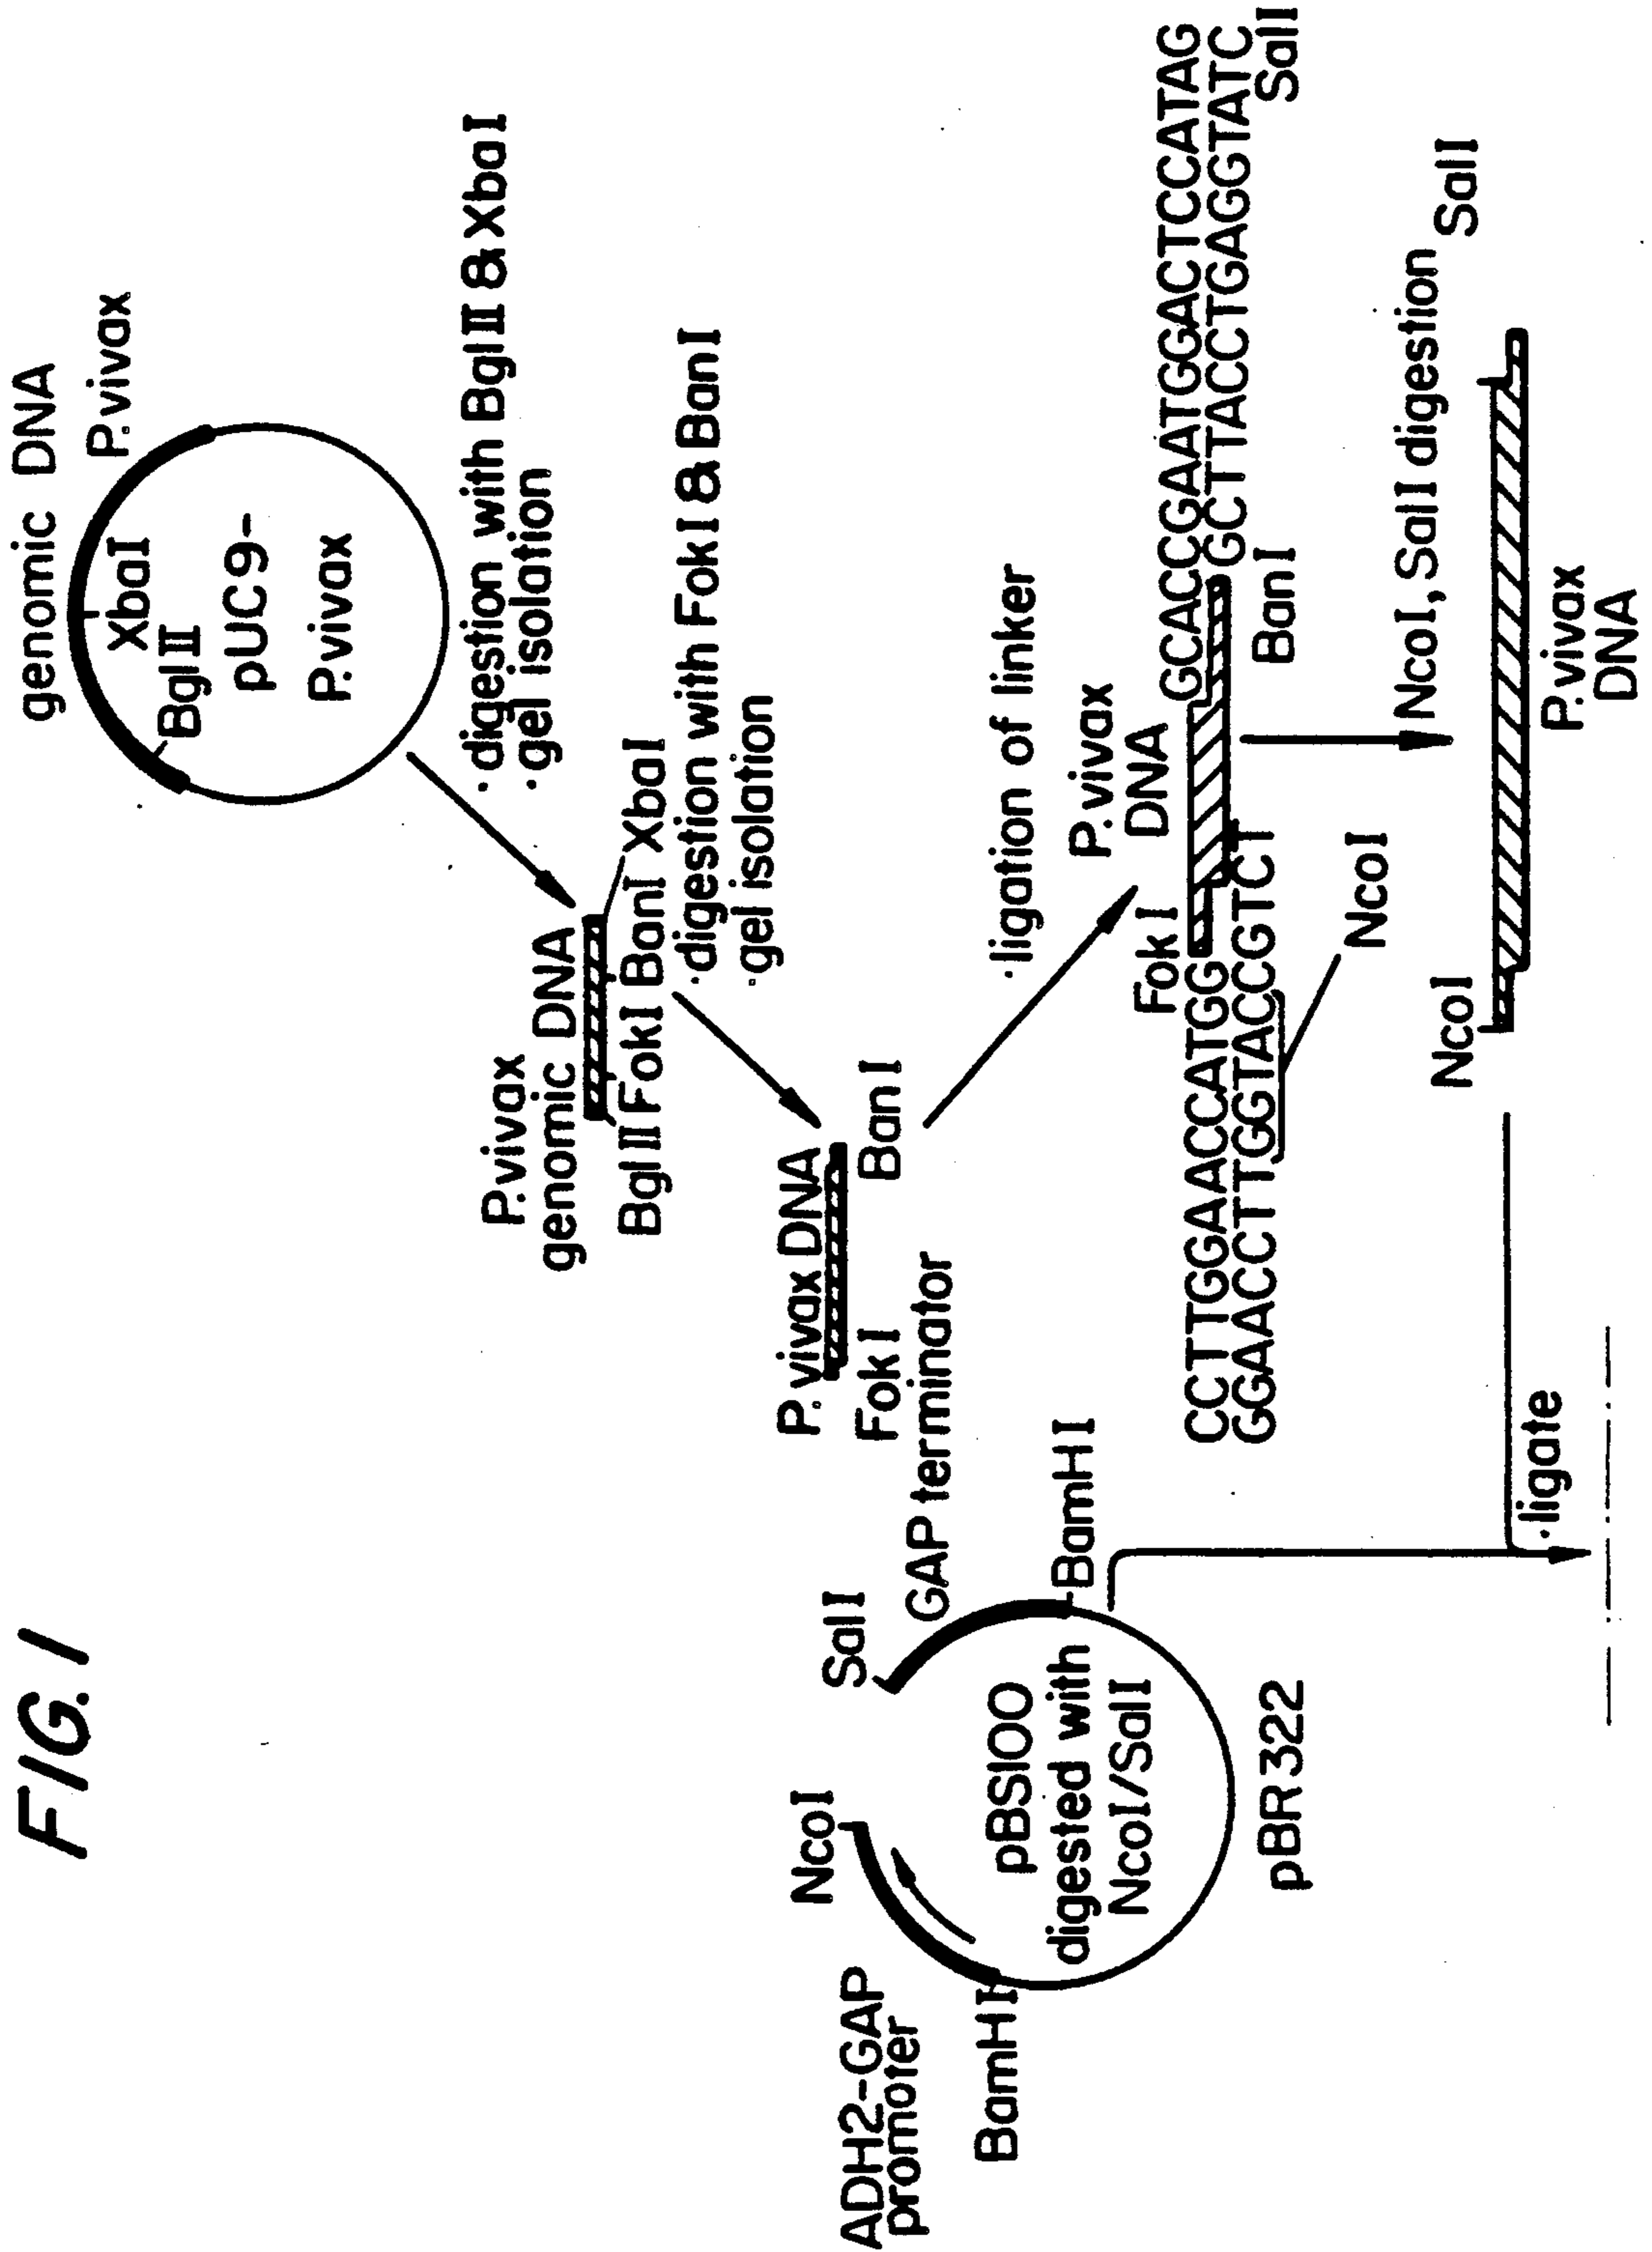 FIG. 1
genomic DNA
P.vivax
XbaI
BglII
pUC9-
P.vivax
·digestion with BglII & XbaI
·gel isolation
P.vivax
genomic DNA
BglII FokI BanI XbaI
·digestion with FokI & BanI
·gel isolation
P. vivax DNA
FokI
BanI
·ligation of linker
ADH2-GAP
promoter
NcoI
SalI
GAP terminator
BamHI
BamHI
pBS100
digested with
NcoI/SalI
pBR322
P.vivax
DNA
FokI
CCTTGGAACCATGG
GCACCGAATGGACTCCATAG
GGAACCTTGGTACCGTCT
GCTTACCTGAGGTATC
BanI
SalI
NcoI
NcoI, SalI digestion
NcoI
SalI
P.vivax
DNA
·ligate